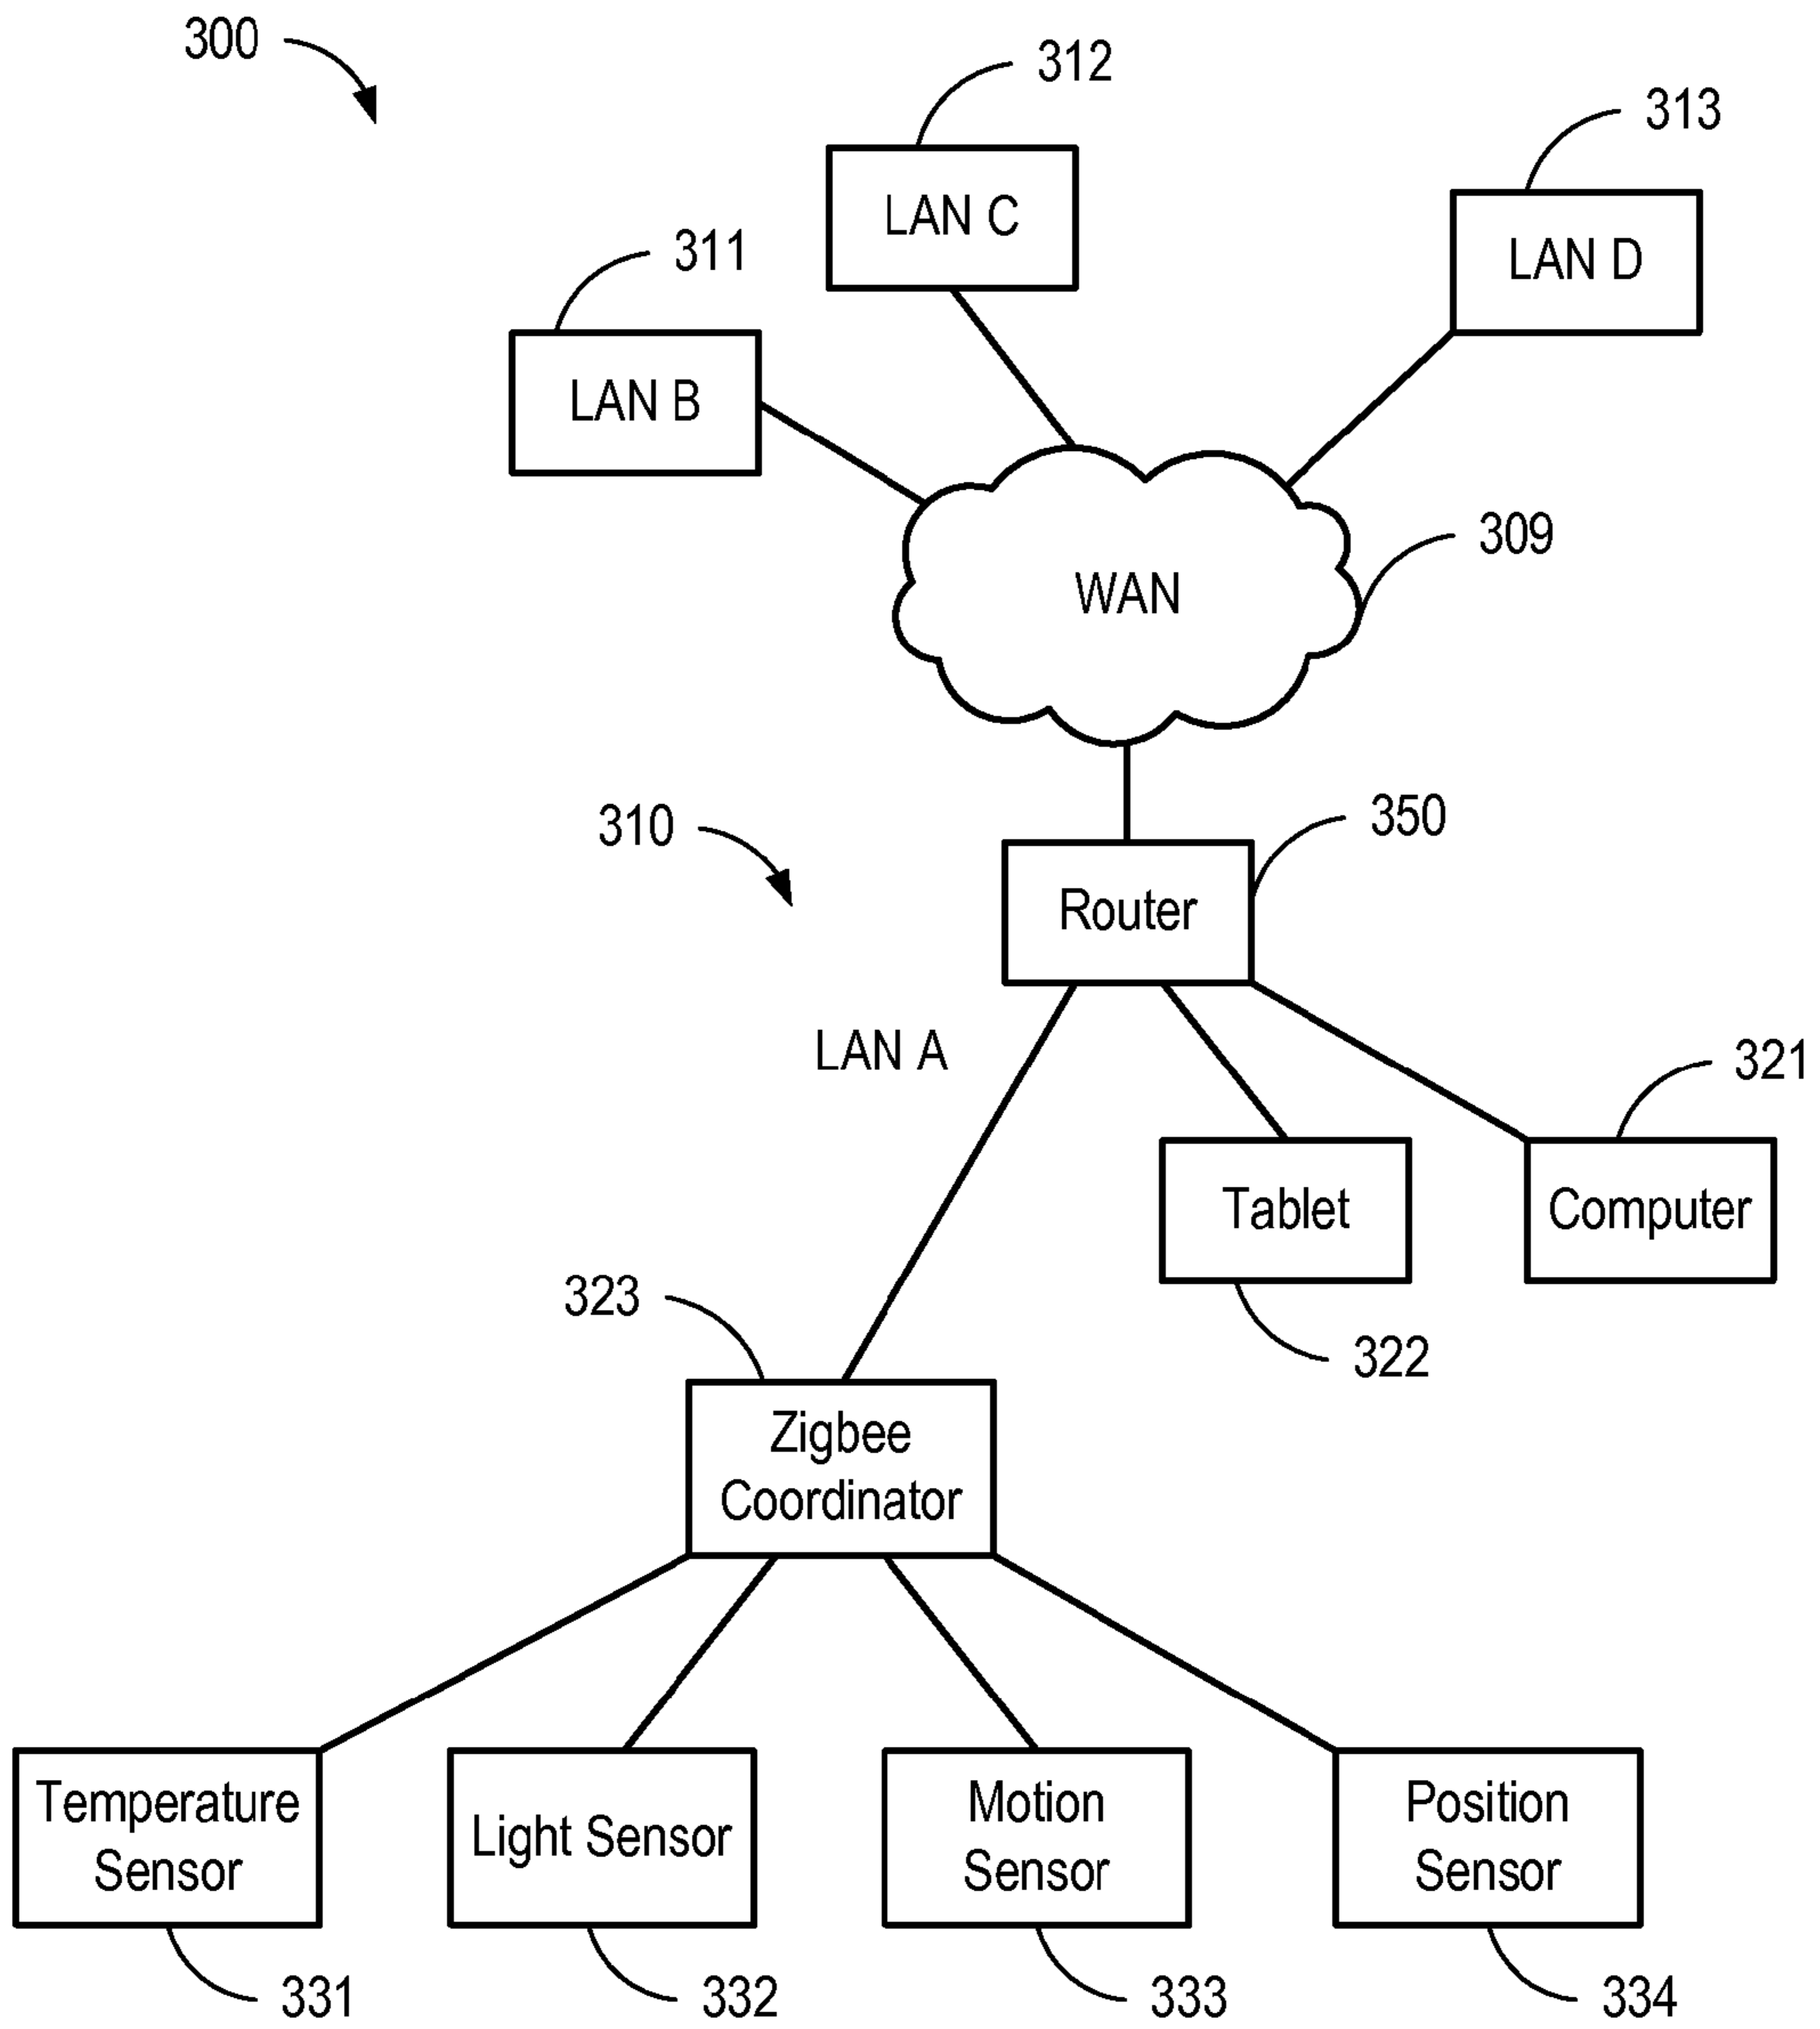 300
312
313
LAN C
311
LAN D
LAN B
309
WAN
310
350
Router
LAN A
321
Tablet
Computer
323
322
Zigbee
Coordinator
Temperature
Sensor
Light Sensor
Motion
Sensor
Position
Sensor
331
332
333
334